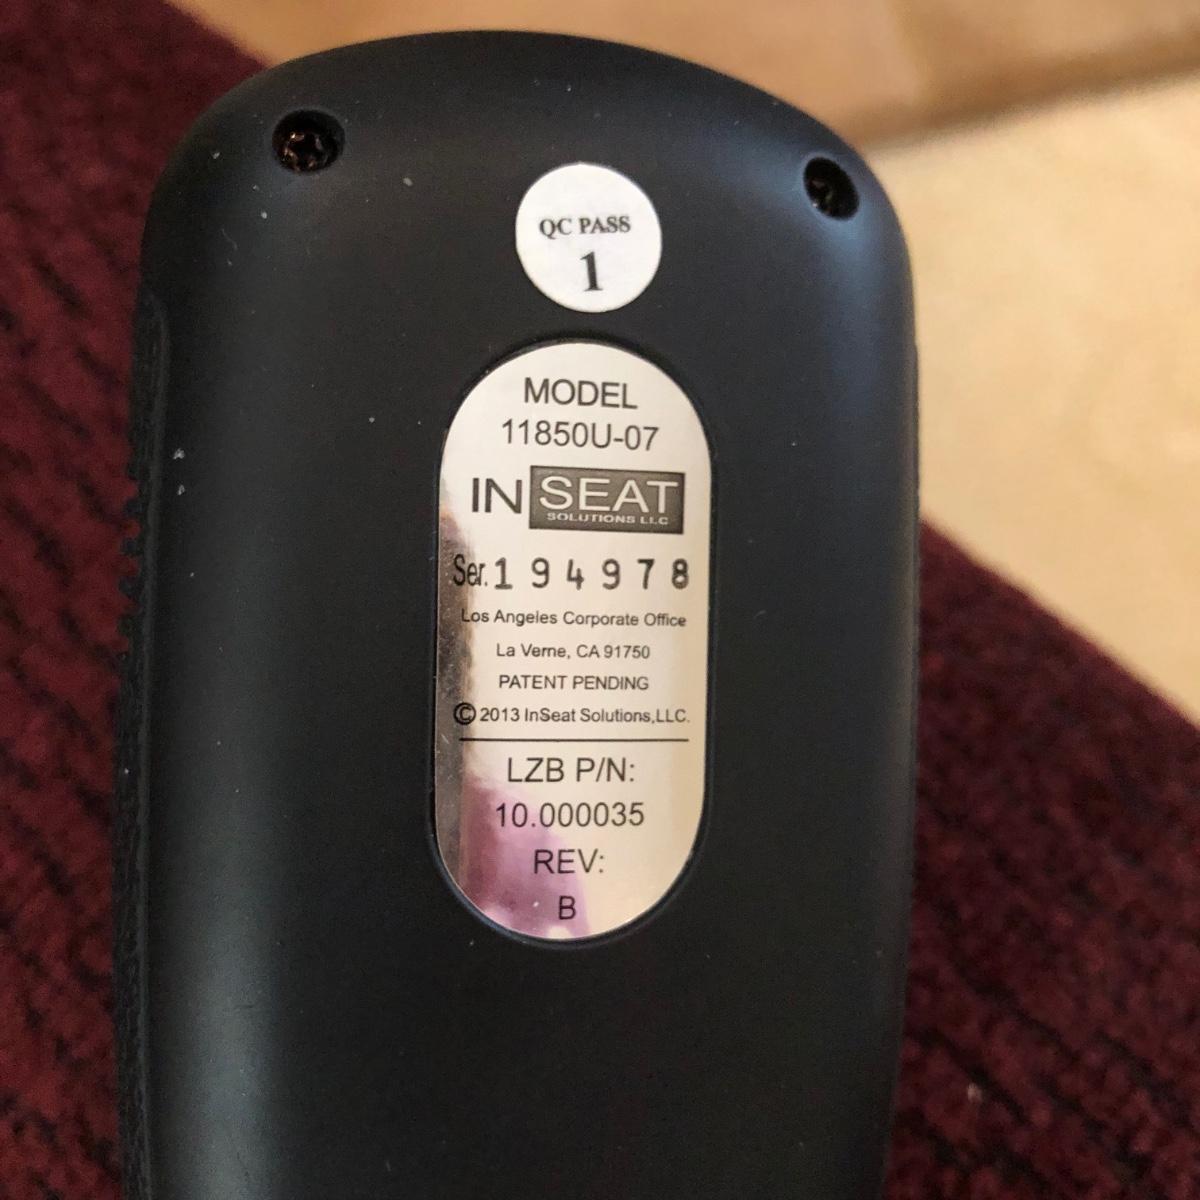 QC PASS
1
MODEL
11850U-07
IN SEAT
SOLUTIONS LLC
Ser. 194978
Los Angeles Corporate Office
La Verne, CA 91750
PATENT PENDING
© 2013 InSeat Solutions,LLC.
LZB P/N:
10.000035
REV:
B